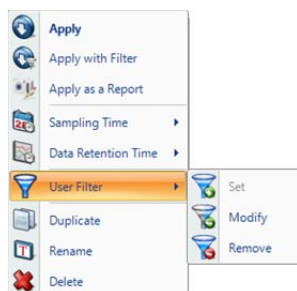 Apply
Apply with Filter
Apply as a Report
Sampling Time
Data Retention Time
User Filter
Set
Modify
Remove
Duplicate
Rename
Delete